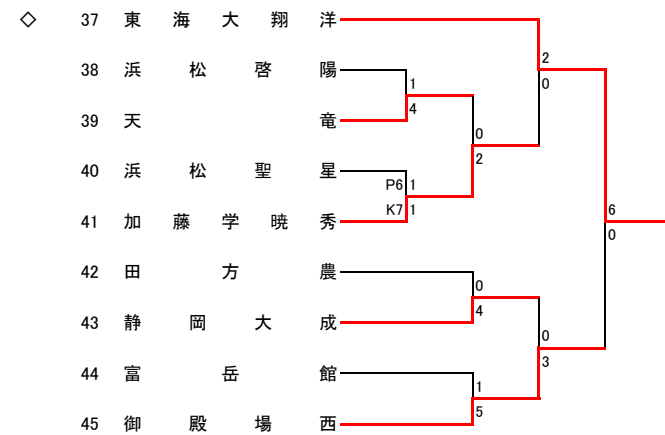 ◇ 37 東海大翔洋
2
38 浜松啓陽
1
0
39 天竜
4
0
2
40 浜松聖星
P6 1
K7 1
6
41 加藤学暁秀
0
42 田方農
0
43 静岡大成
4
0
3
44 富岳館
1
45 御殿場西
5